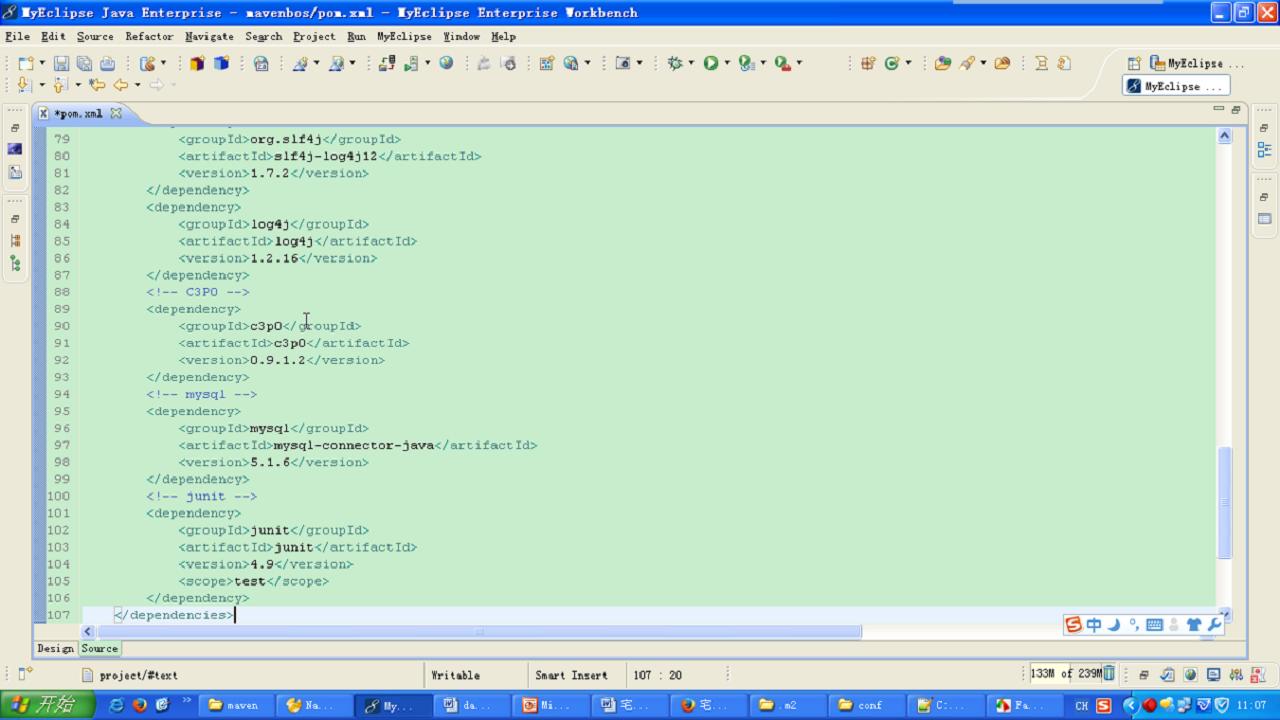 MyEclipse Java Enterprise - mavenbos/pom.xml - MyEclipse Enterprise Workbench
File Edit Source Refactor Navigate Search Project Run MyEclipse Window Help
MyEclipse ...
MyEclipse ...
*pom.xml
79 <groupId>org.slf4j</groupId>
80 <artifactId>slf4j-log4j12</artifactId>
81 <version>1.7.2</version>
82 </dependency>
83 <dependency>
84 <groupId>log4j</groupId>
85 <artifactId>log4j</artifactId>
86 <version>1.2.16</version>
87 </dependency>
88 <!-- C3P0 -->
89 <dependency>
90 <groupId>c3p0</groupId>
91 <artifactId>c3p0</artifactId>
92 <version>0.9.1.2</version>
93 </dependency>
94 <!-- mysql -->
95 <dependency>
96 <groupId>mysql</groupId>
97 <artifactId>mysql-connector-java</artifactId>
98 <version>5.1.6</version>
99 </dependency>
100 <!-- junit -->
101 <dependency>
102 <groupId>junit</groupId>
103 <artifactId>junit</artifactId>
104 <version>4.9</version>
105 <scope>test</scope>
106 </dependency>
107 </dependencies>
中
Design Source
project/#text Writable Smart Insert 107 : 20 133M of 239M
开始 maven Na... My... da... Mi... 宅... 宅... .m2 conf C:... Fa... CH 11:07